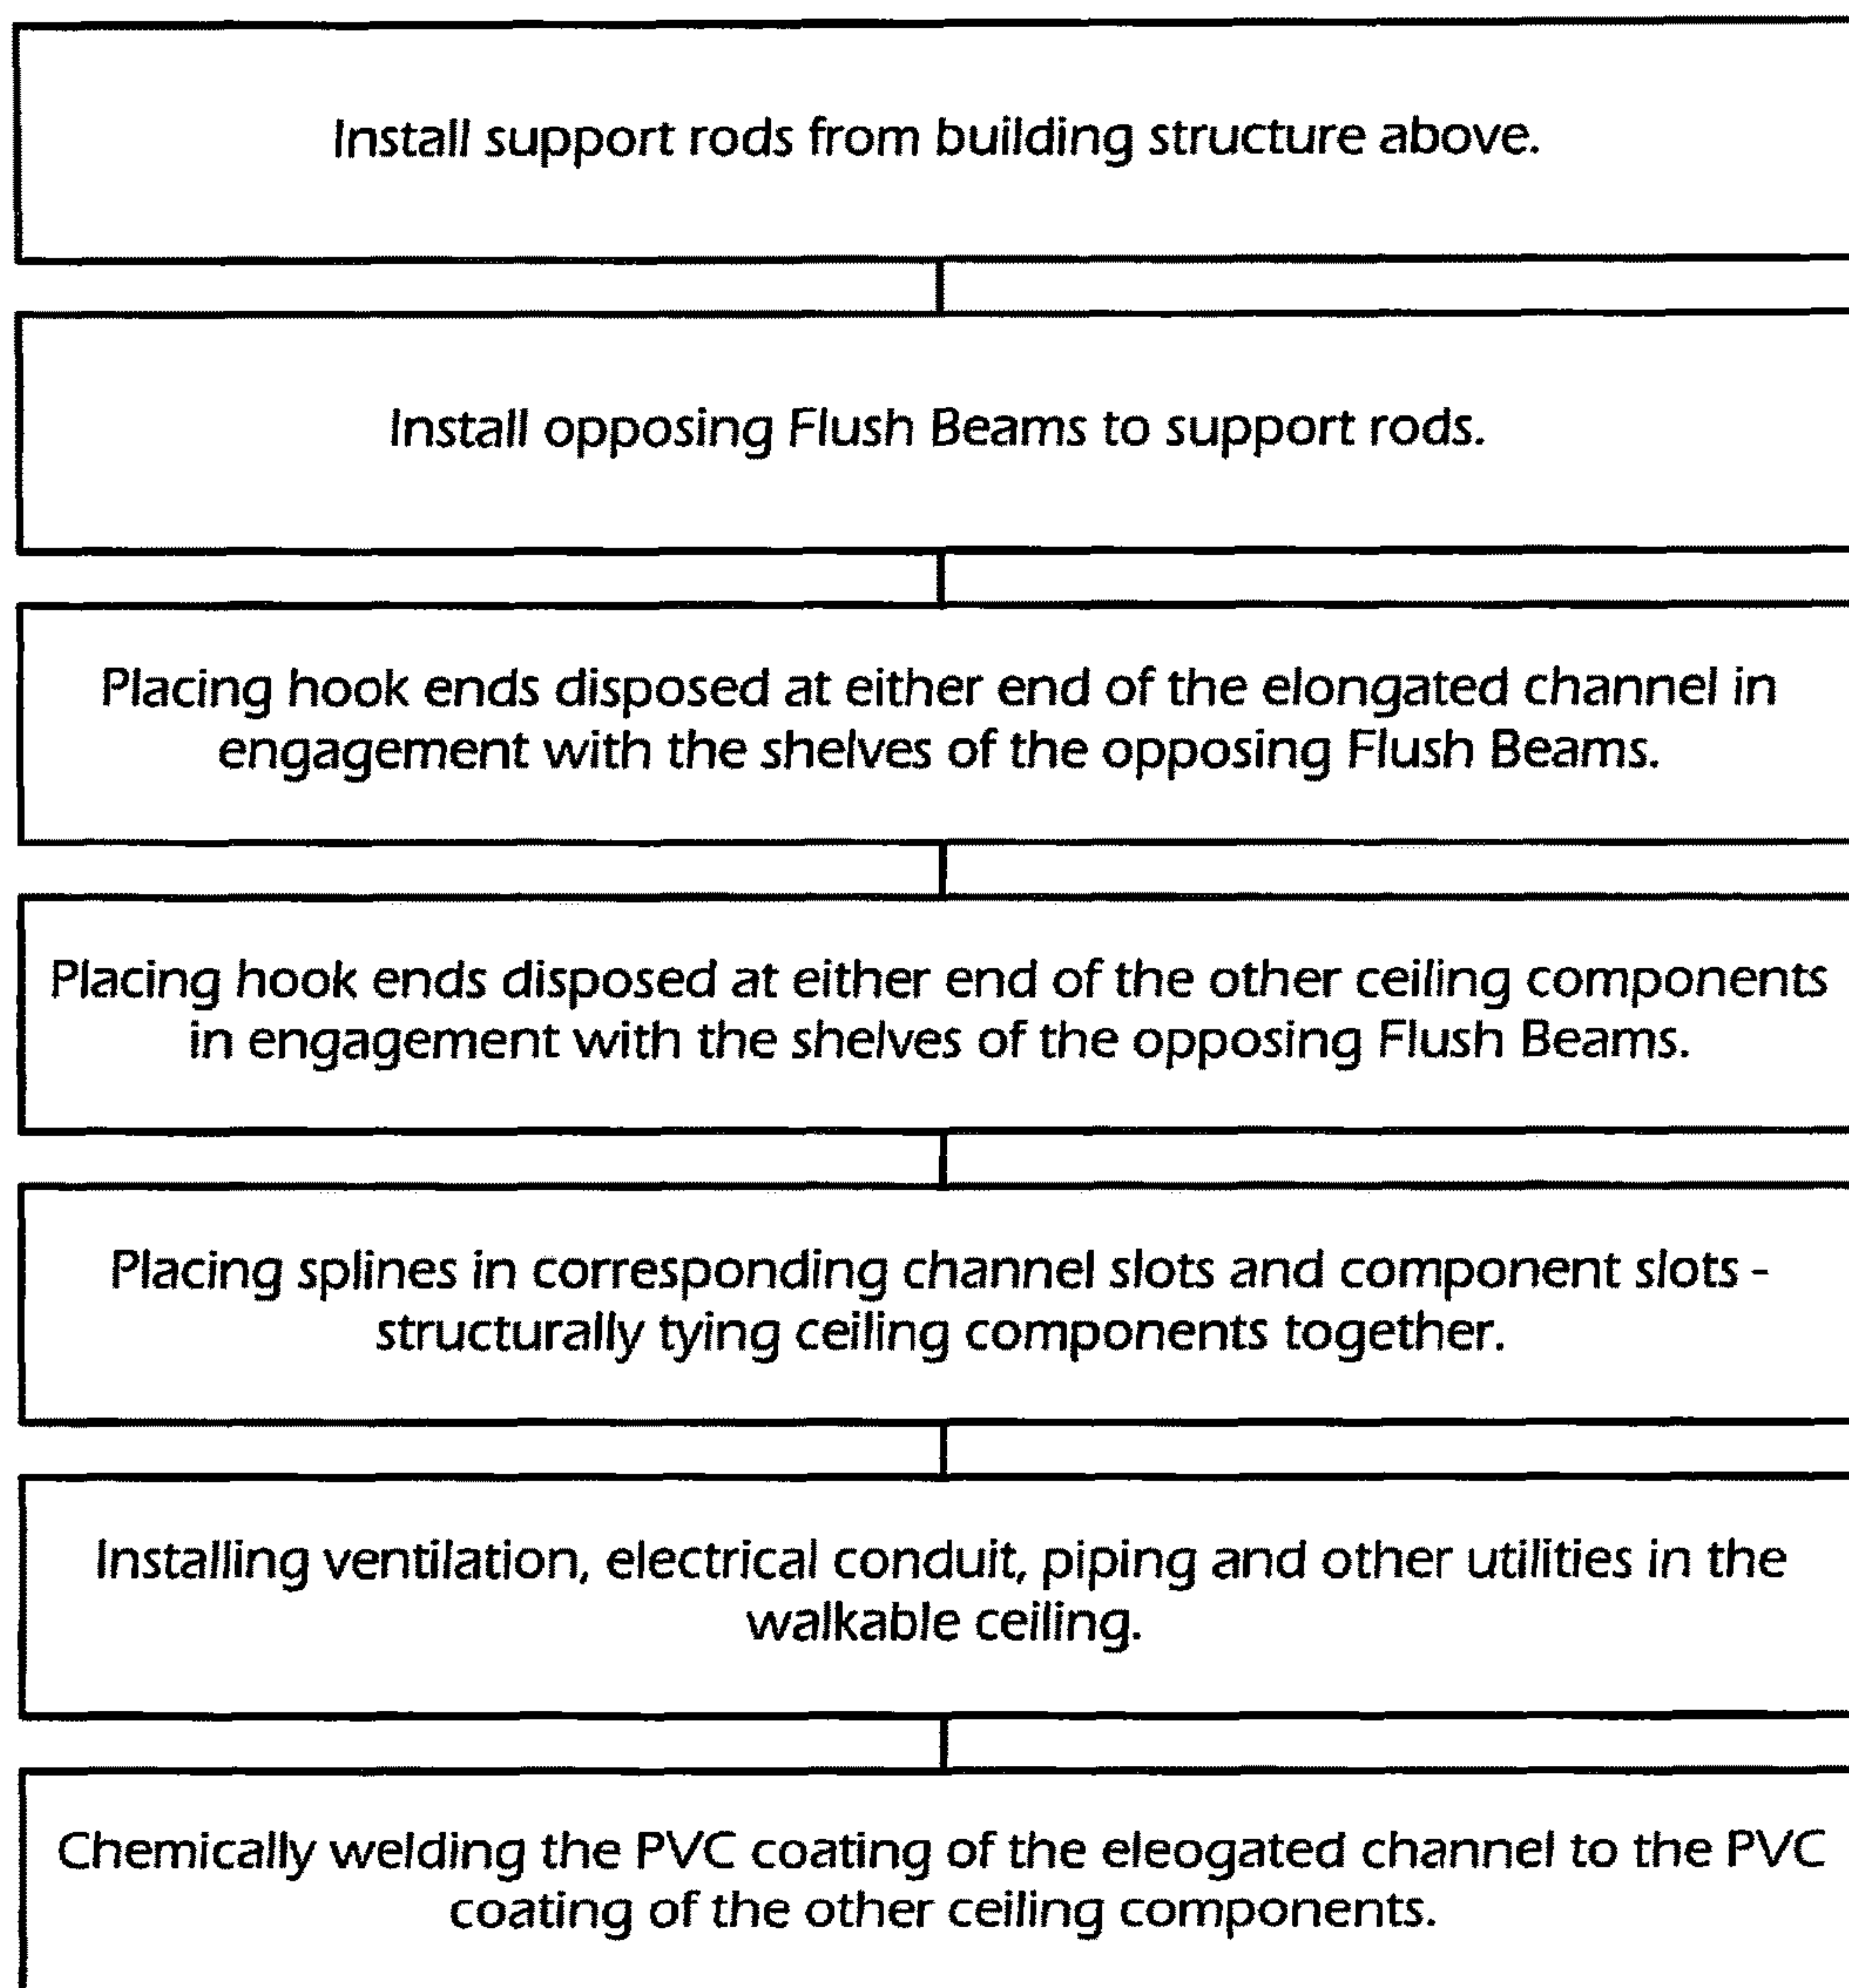 Install support rods from building structure above.
Install opposing Flush Beams to support rods.
Placing hook ends disposed at either end of the elongated channel in
engagement with the shelves of the opposing Flush Beams.
Placing hook ends disposed at either end of the other ceiling components
in engagement with the shelves of the opposing Flush Beams.
Placing splines in corresponding channel slots and component slots -
structurally tying ceiling components together.
Installing ventilation, electrical conduit, piping and other utilities in the
walkable ceiling.
Chemically welding the PVC coating of the eleogated channel to the PVC
coating of the other ceiling components.